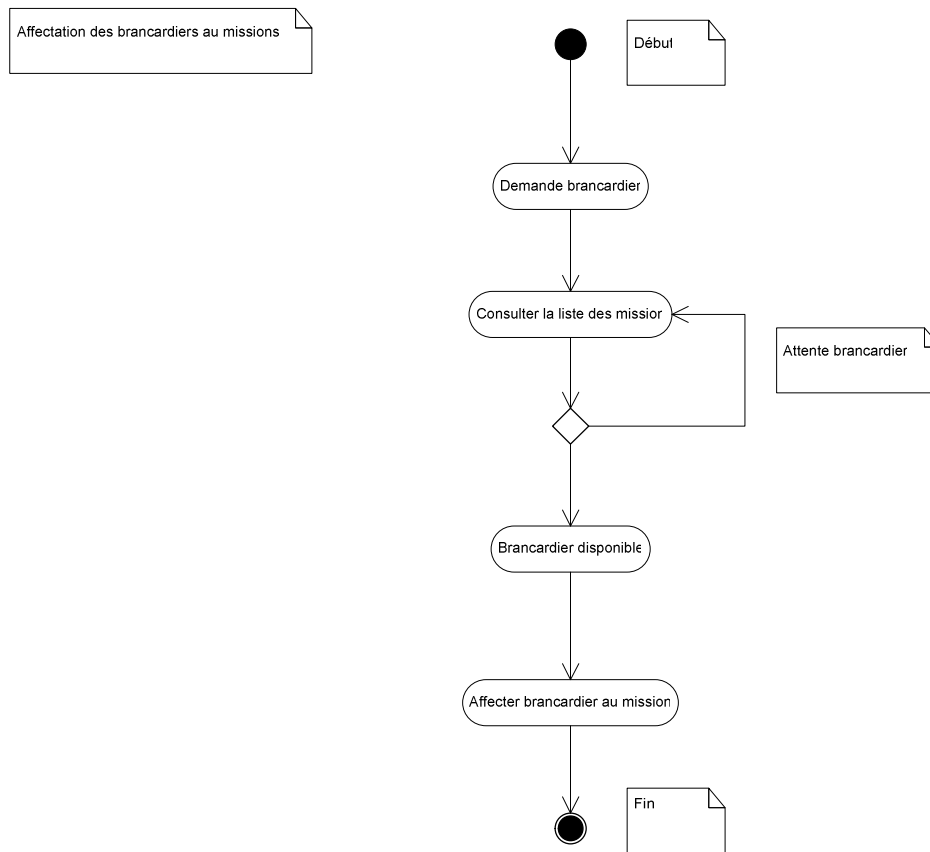 Affectation des brancardiers au missions
Début
Demande brancardier
Consulter la liste des mission
Attente brancardier
Brancardier disponible
Affecter brancardier au mission
Fin